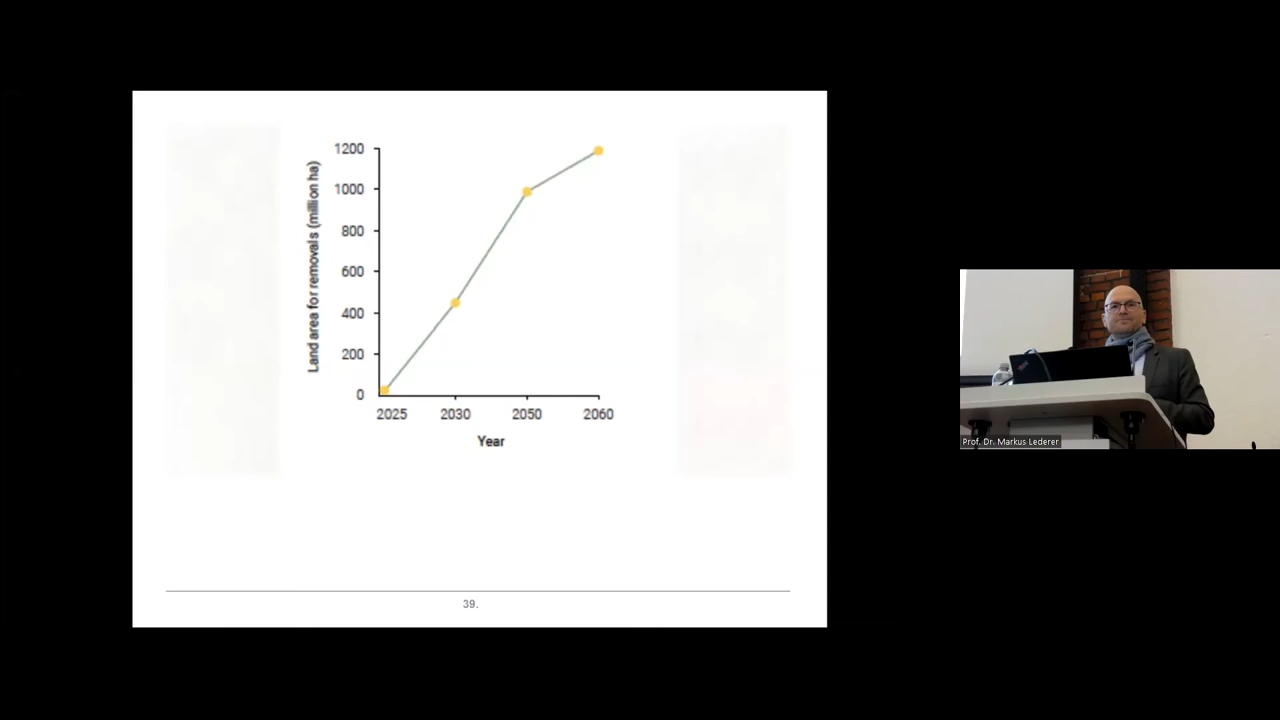 Land area for removals (million ha)
1200
1000
800
600
400
200
0
2025 2030 2050 2060
Year
39.
Prof. Dr. Markus Lederer